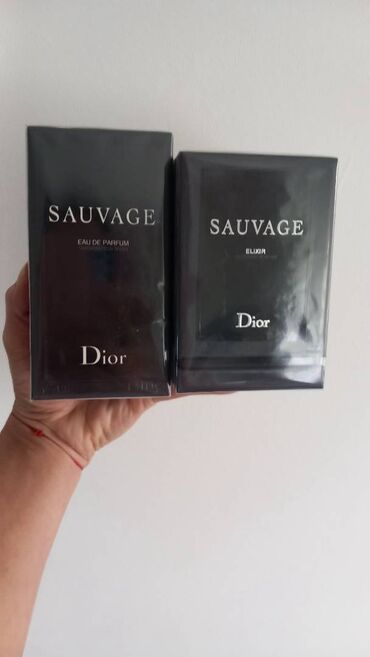 SAUVAGE
EAU DE PARFUM
Dior
SAUVAGE
ELIXIR
Dior